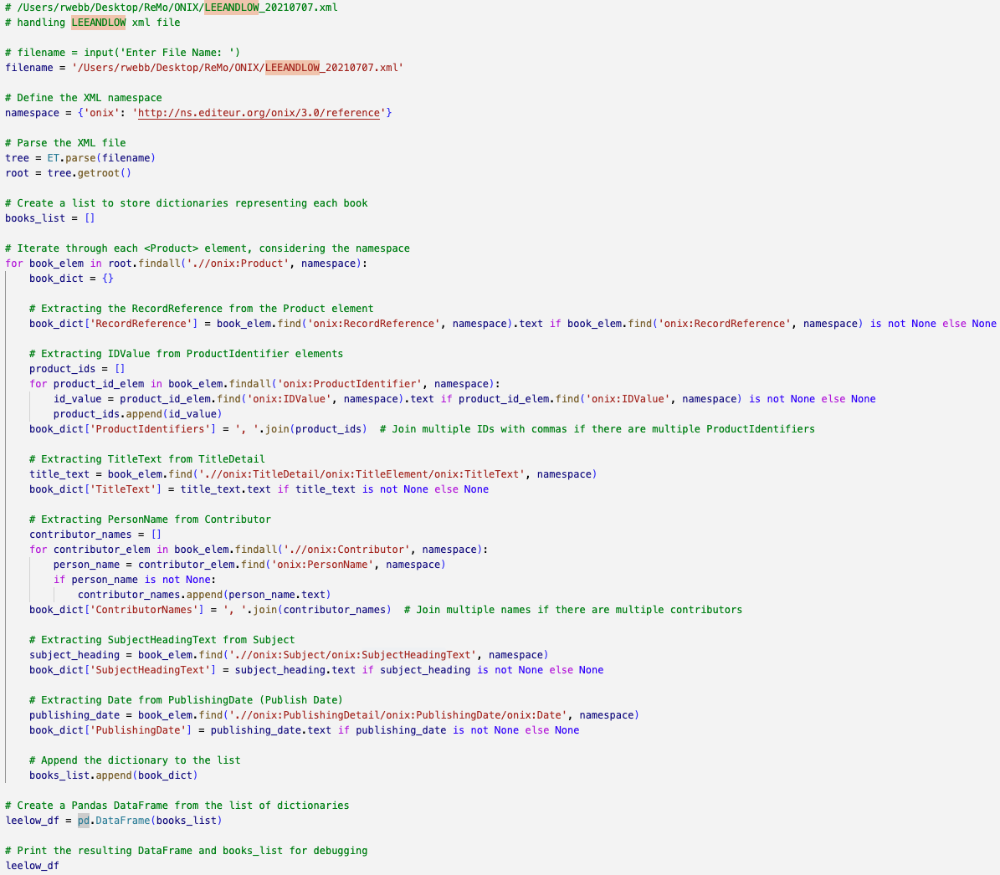 # /Users/rwebb/Desktop/ReMo/ONIX/LEEANDLOW_20210707.xml
# handling LEEANDLOW xml file
# filename = input('Enter File Name: ')
filename = '/Users/rwebb/Desktop/ReMo/ONIX/LEEANDLOW_20210707.xml'
# Define the XML namespace
namespace = {'onix': 'http://ns.editeur.org/onix/3.0/reference'}
# Parse the XML file
tree = ET.parse(filename)
root = tree.getroot()
# Create a list to store dictionaries representing each book
books_list = []
# Iterate through each <Product> element, considering the namespace
for book_elem in root.findall('.//onix:Product', namespace):
    book_dict = {}
    # Extracting the RecordReference from the Product element
    book_dict['RecordReference'] = book_elem.find('onix:RecordReference', namespace).text if book_elem.find('onix:RecordReference', namespace) is not None else None
    # Extracting IDValue from ProductIdentifier elements
    product_ids = []
    for product_id_elem in book_elem.findall('onix:ProductIdentifier', namespace):
        id_value = product_id_elem.find('onix:IDValue', namespace).text if product_id_elem.find('onix:IDValue', namespace) is not None else None
        product_ids.append(id_value)
    book_dict['ProductIdentifiers'] = ', '.join(product_ids)  # Join multiple IDs with commas if there are multiple ProductIdentifiers
    # Extracting TitleText from TitleDetail
    title_text = book_elem.find('.//onix:TitleDetail/onix:TitleElement/onix:TitleText', namespace)
    book_dict['TitleText'] = title_text.text if title_text is not None else None
    # Extracting PersonName from Contributor
    contributor_names = []
    for contributor_elem in book_elem.findall('.//onix:Contributor', namespace):
        person_name = contributor_elem.find('onix:PersonName', namespace)
        if person_name is not None:
            contributor_names.append(person_name.text)
    book_dict['ContributorNames'] = ', '.join(contributor_names)  # Join multiple names if there are multiple contributors
    # Extracting SubjectHeadingText from Subject
    subject_heading = book_elem.find('.//onix:Subject/onix:SubjectHeadingText', namespace)
    book_dict['SubjectHeadingText'] = subject_heading.text if subject_heading is not None else None
    # Extracting Date from PublishingDate (Publish Date)
    publishing_date = book_elem.find('.//onix:PublishingDetail/onix:PublishingDate/onix:Date', namespace)
    book_dict['PublishingDate'] = publishing_date.text if publishing_date is not None else None
    # Append the dictionary to the list
    books_list.append(book_dict)
# Create a Pandas DataFrame from the list of dictionaries
leelow_df = pd.DataFrame(books_list)
# Print the resulting DataFrame and books_list for debugging
leelow_df